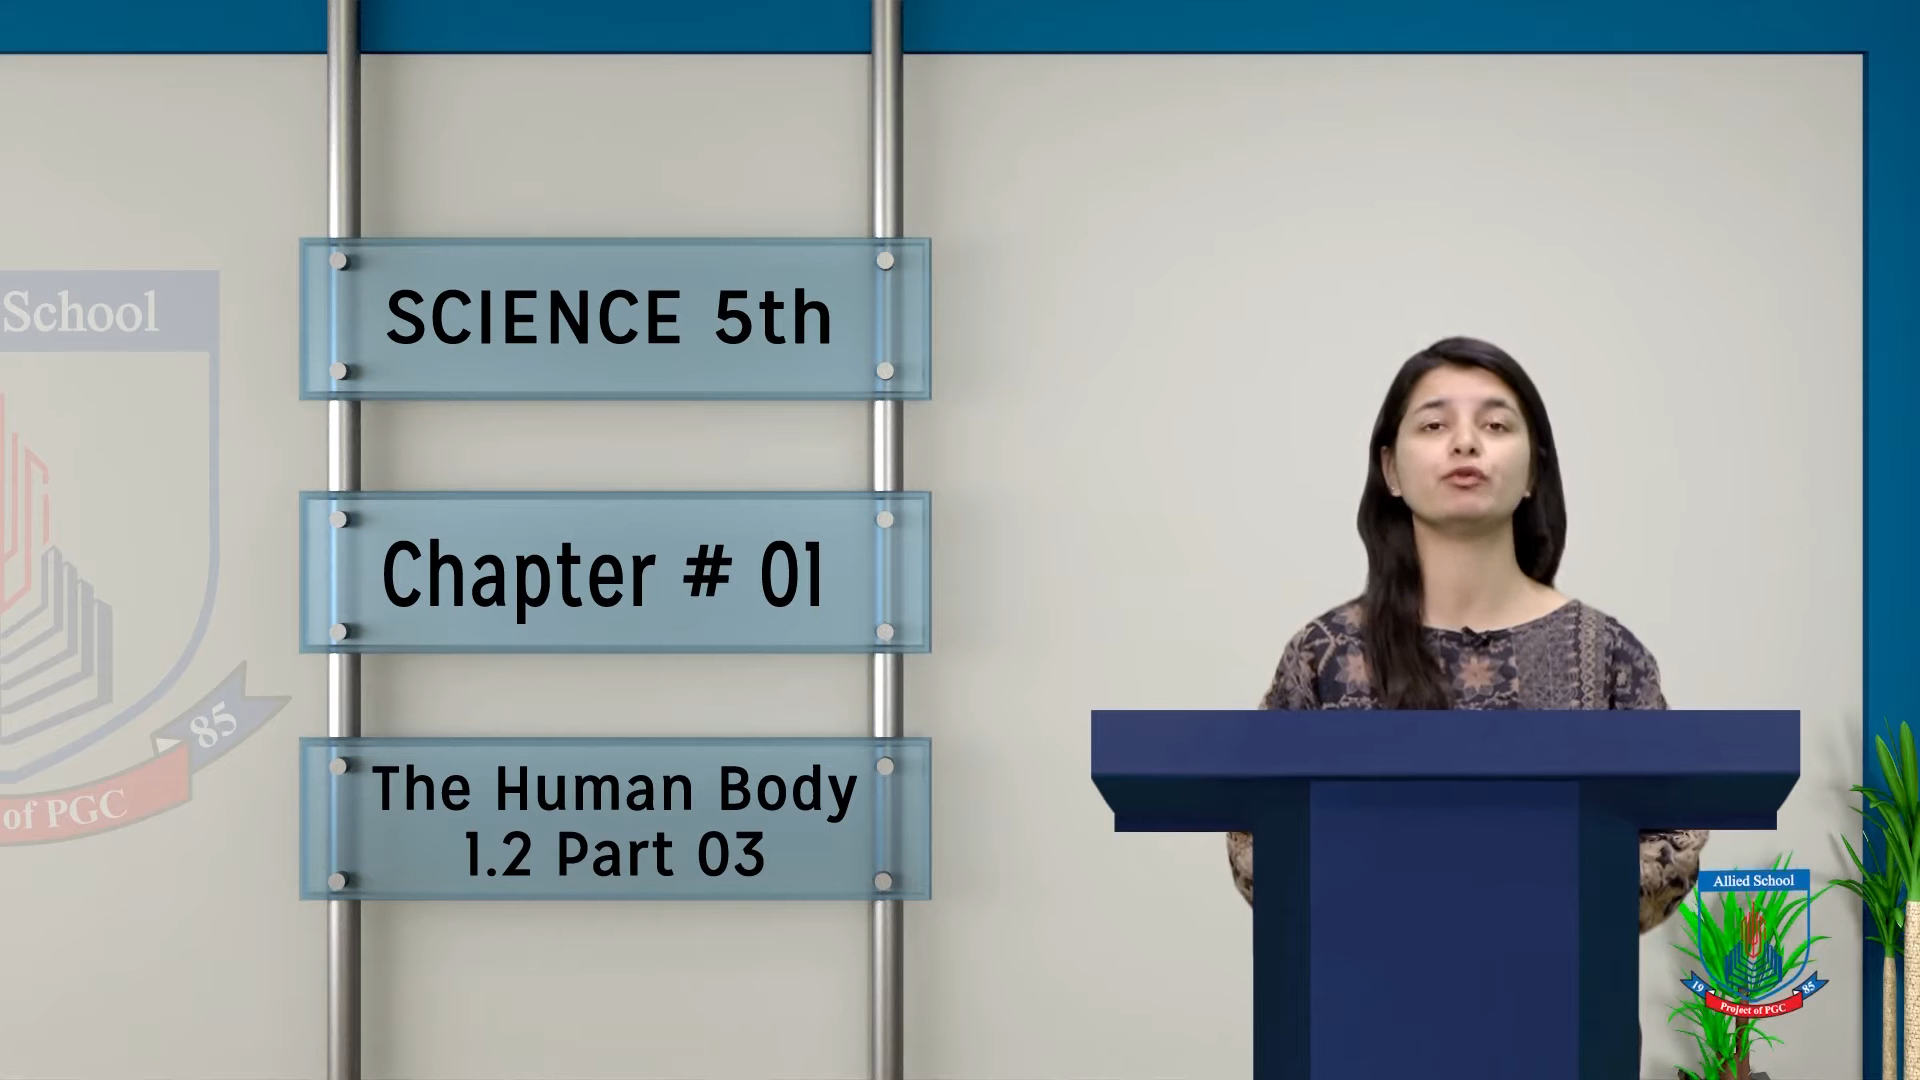 School
85
of PGC
SCIENCE 5th
Chapter # 01
The Human Body
1.2 Part 03
Allied School
19 85
Project of PGC